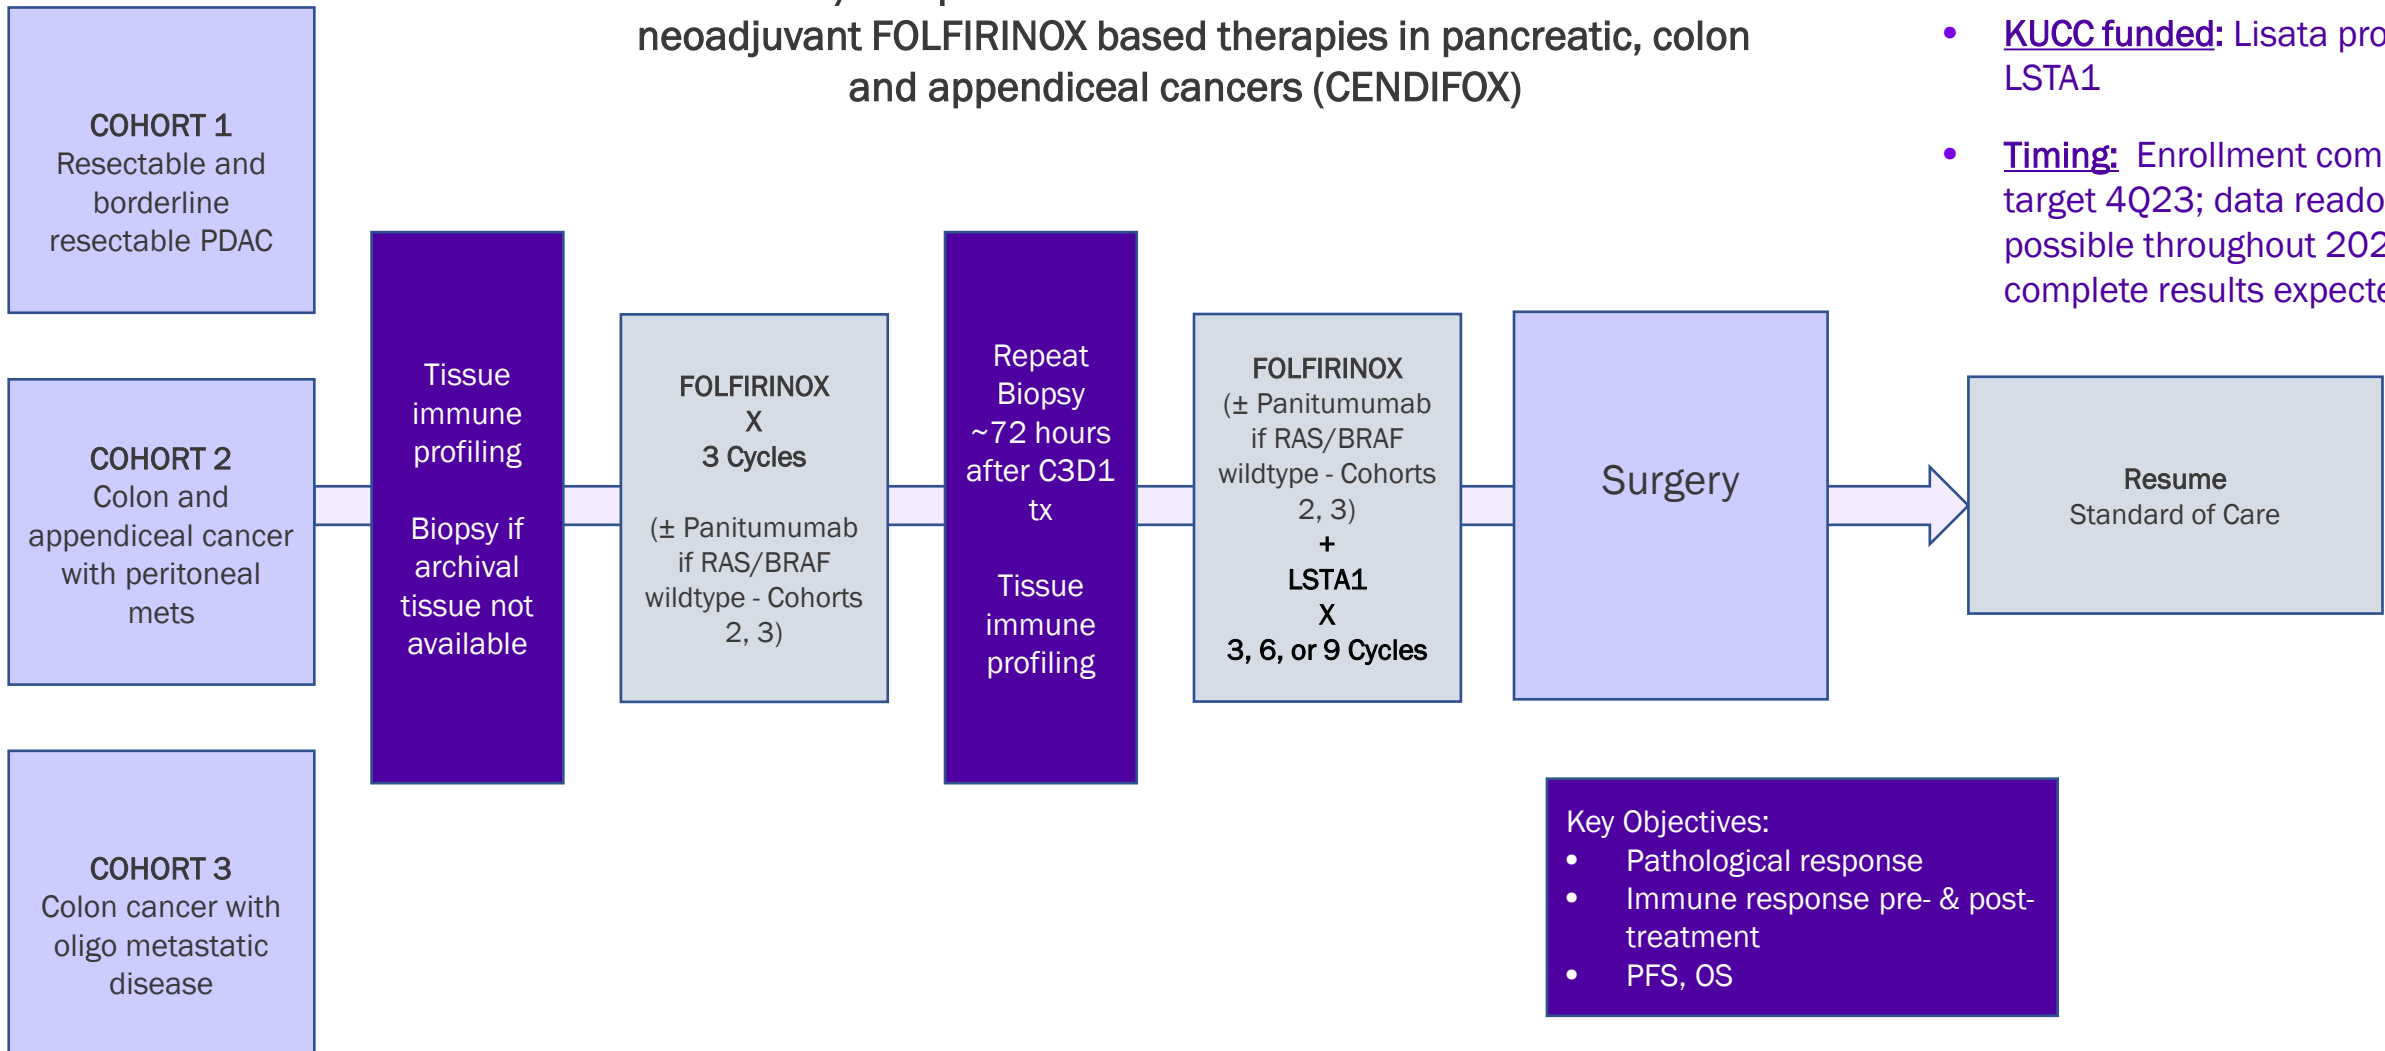 neoadjuvant FOLFIRINOX based therapies in pancreatic, colon
and appendiceal cancers (CENDIFOX)
• KUCC funded: Lisata
LSTA1
• Timing: Enrollment
target 4Q23; data
possible throughout
complete results
COHORT 1
Resectable and
borderline
resectable PDAC
COHORT 2
Colon and
appendiceal cancer
with peritoneal
mets
COHORT 3
Colon cancer with
oligo metastatic
disease
Tissue
immune
profiling
Biopsy if
archival
tissue not
available
FOLFIRINOX
X
3 Cycles
(± Panitumumab
if RAS/BRAF
wildtype - Cohorts
2, 3)
Repeat
Biopsy
~72 hours
after C3D1
tx
Tissue
immune
profiling
FOLFIRINOX
(± Panitumumab
if RAS/BRAF
wildtype - Cohorts
2, 3)
+
LSTA1
X
3, 6, or 9 Cycles
Surgery
Resume
Standard of Care
Key Objectives:
• Pathological response
• Immune response pre- & post-
treatment
• PFS, OS